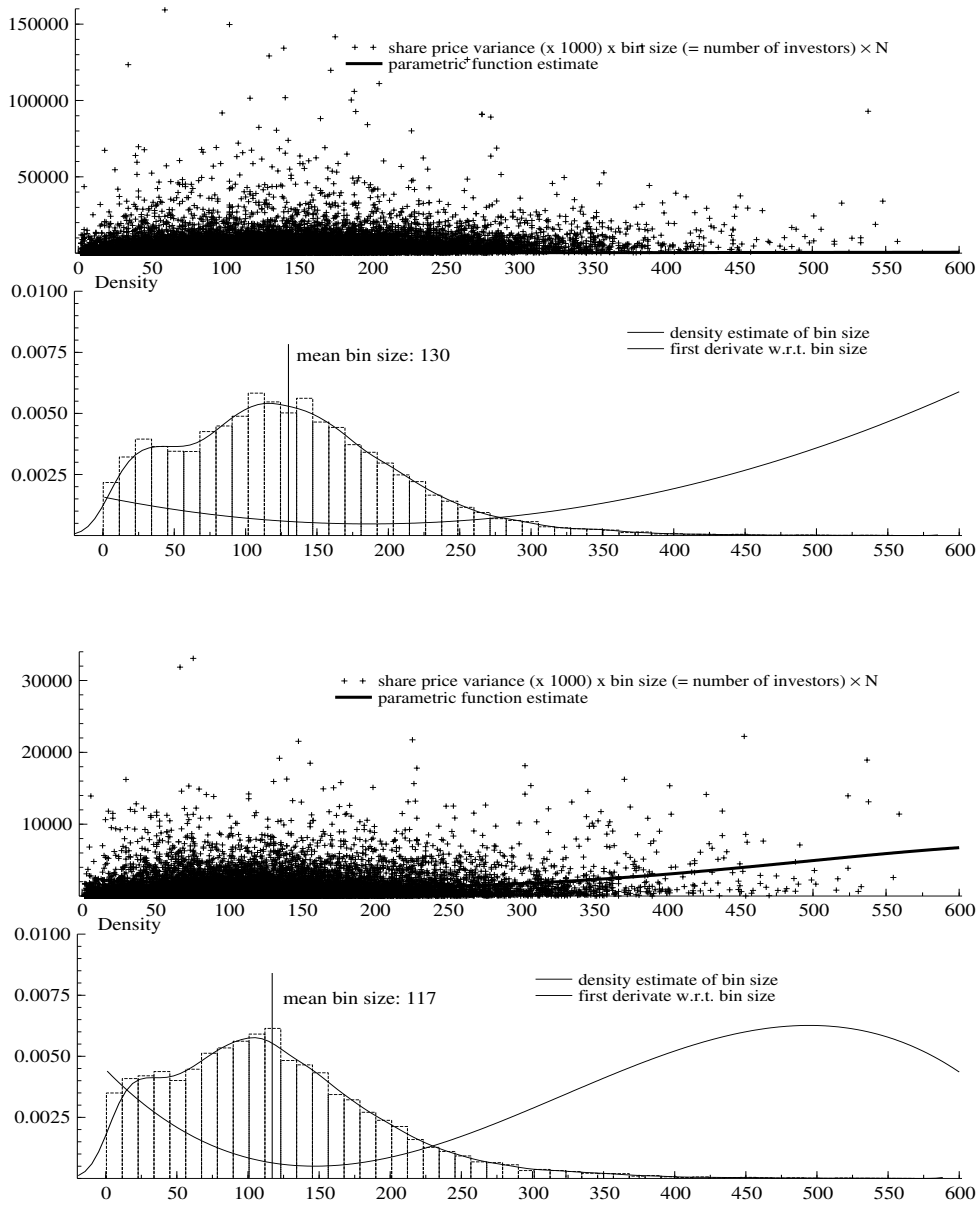 150000
share price variance (x 1000) x bin size (= number of investors) × N
parametric function estimate
100000
50000
0 50 100 150 200 250 300 350 400 450 500 550 600
Density
0.0100
density estimate of bin size
first derivate w.r.t. bin size
0.0075
mean bin size: 130
0.0050
0.0025
0 50 100 150 200 250 300 350 400 450 500 550 600
30000
share price variance (x 1000) x bin size (= number of investors) × N
parametric function estimate
20000
10000
0 50 100 150 200 250 300 350 400 450 500 550 600
Density
0.0100
density estimate of bin size
first derivate w.r.t. bin size
0.0075
mean bin size: 117
0.0050
0.0025
0 50 100 150 200 250 300 350 400 450 500 550 600